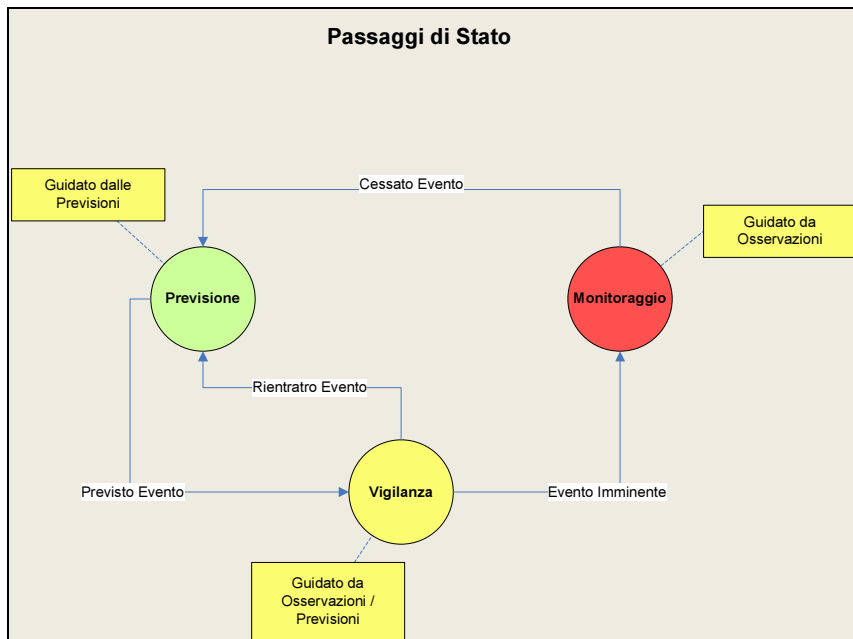 Passaggi di Stato
Cessato Evento
Guidato dalle
Previsioni
Guidato da
Osservazioni
Previsione
Monitoraggio
Rientratro Evento
Previsto Evento
Vigilanza
Evento Imminente
Guidato da
Osservazioni /
Previsioni